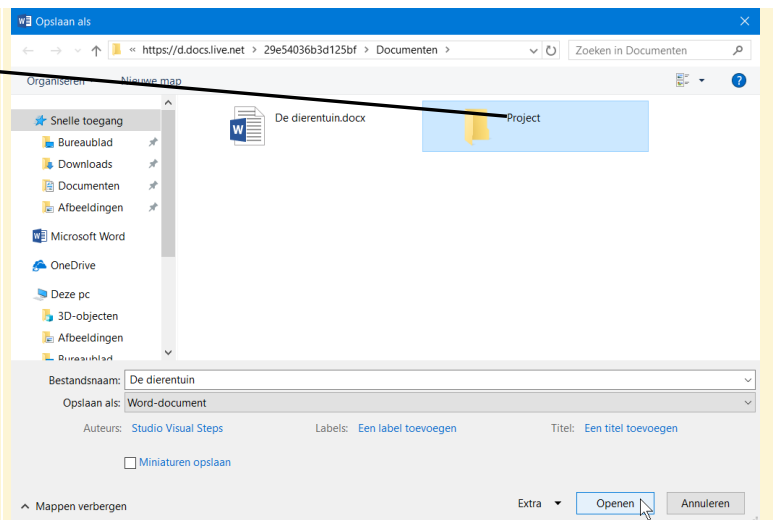 Opslaan als
« https://d.docs.live.net > 29e54036b3d125bf > Documenten >
Zoeken in Documenten
Organiseren Nieuwe map
Snelle toegang
Bureaublad
Downloads
Documenten
Afbeeldingen
Microsoft Word
OneDrive
Deze pc
3D-objecten
Afbeeldingen
Bureaublad
De dierentuin.docx
Project
Bestandsnaam: De dierentuin
Opslaan als: Word-document
Auteurs: Studio Visual Steps Labels: Een label toevoegen Titel: Een titel toevoegen
Miniaturen opslaan
Mappen verbergen Extra Openen Annuleren